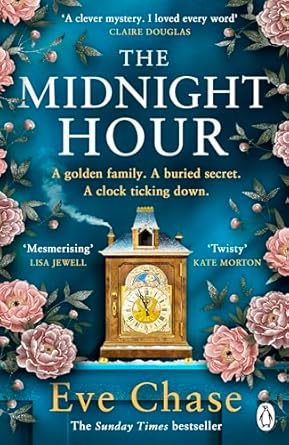 'A clever mystery. I loved every word'
CLAIRE DOUGLAS
THE
MIDNIGHT
HOUR
A golden family. A buried secret.
A clock ticking down.
'Mesmerising'
LISA JEWELL
'Twisty'
KATE MORTON
Eve Chase
The Sunday Times bestseller